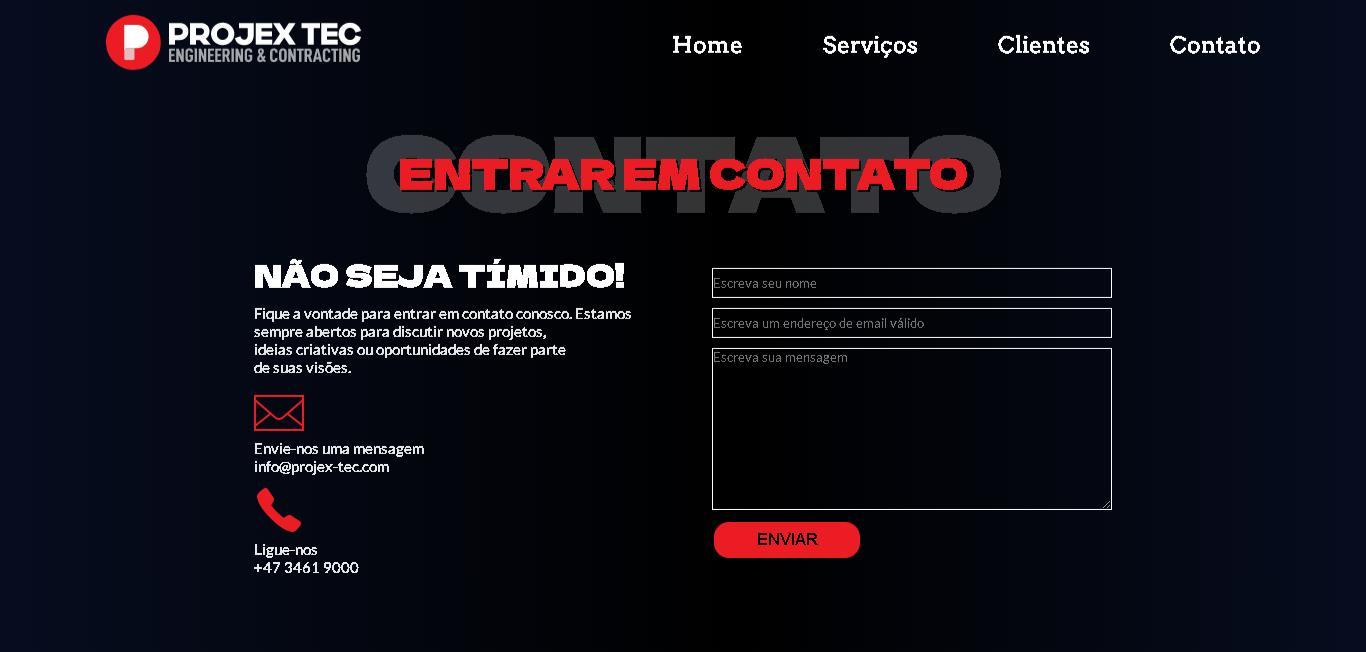 PROJEX TEC
ENGINEERING & CONTRACTING
Home
Serviços
Clientes
Contato
CONTATO
ENTRAR EM CONTATO
NÃO SEJA TÍMIDO!
Fique a vontade para entrar em contato conosco. Estamos
sempre abertos para discutir novos projetos,
ideias criativas ou oportunidades de fazer parte
de suas visões.
Envie-nos uma mensagem
info@projex-tec.com
Ligue-nos
+47 3461 9000
Escreva seu nome
Escreva um endereço de email válido
Escreva sua mensagem
ENVIAR